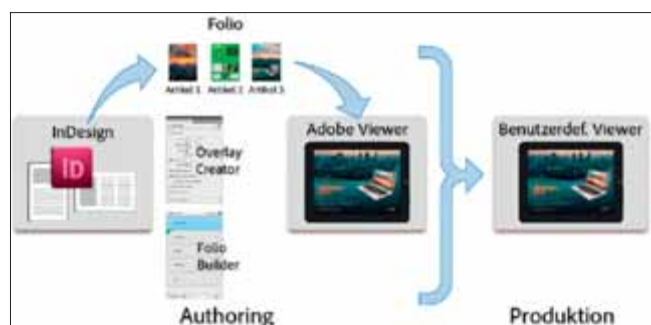 Folio
Artikel 1 Artikel 2 Artikel 3
InDesign
ID
Overlay
Creator
Folio
Builder
Adobe Viewer
Benutzerdef. Viewer
Authoring
Produktion